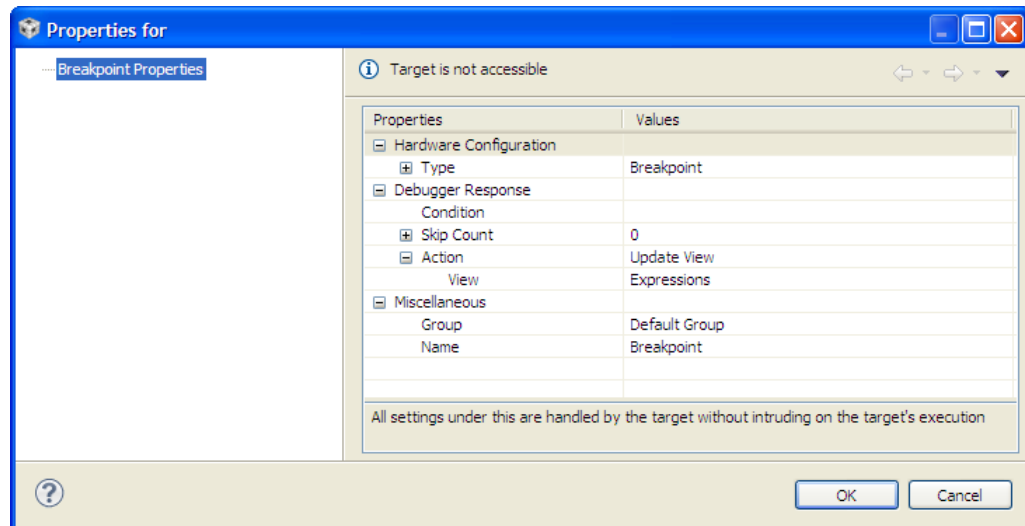 Properties for
Breakpoint Properties
Target is not accessible
Properties Values
Hardware Configuration
Type Breakpoint
Debugger Response
Condition
Skip Count 0
Action Update View
View Expressions
Miscellaneous
Group Default Group
Name Breakpoint
All settings under this are handled by the target without intruding on the target's execution
OK Cancel